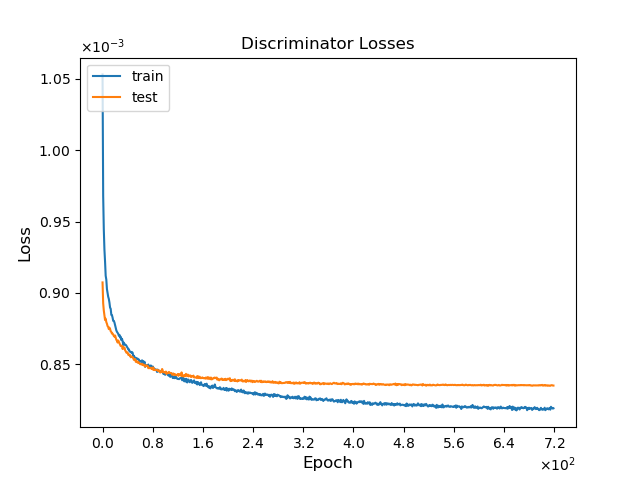 Discriminator Losses
×10⁻³
train
test
1.05
1.00
0.95
0.90
0.85
Loss
0.0 0.8 1.6 2.4 3.2 4.0 4.8 5.6 6.4 7.2
Epoch
×10²